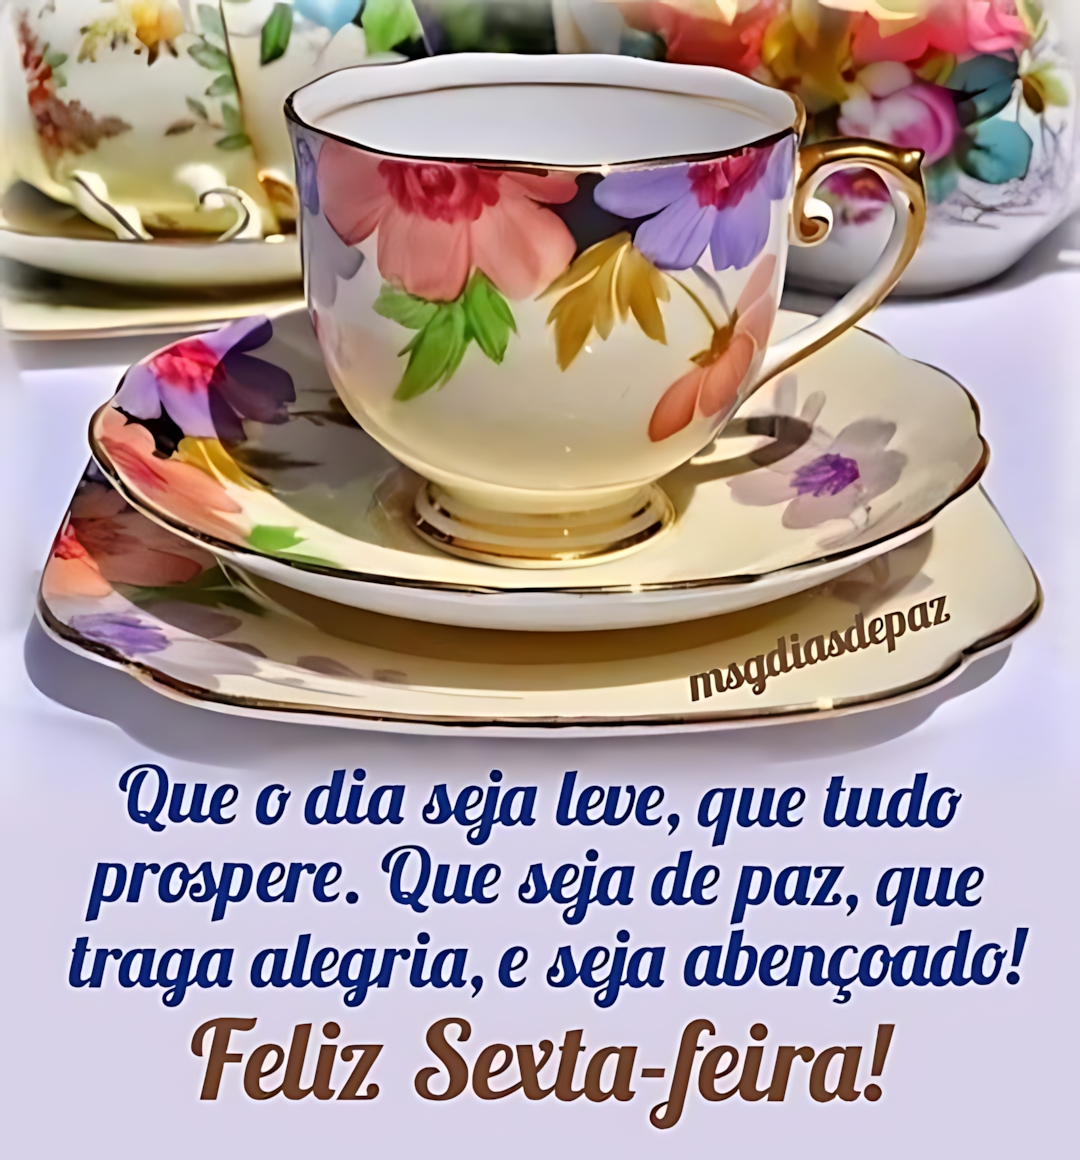 msgdiasdepaz
Que o dia seja leve, que tudo
prospere. Que seja de paz, que
traga alegria, e seja abençoado!
Feliz Sexta-feira!